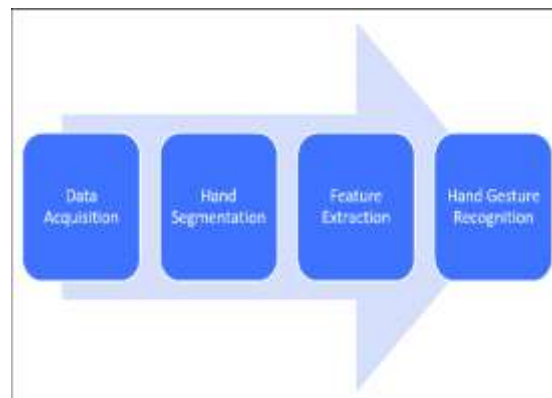 Data
Acquisition
Hand
Segmentation
Feature
Extraction
Hand Gesture
Recognition